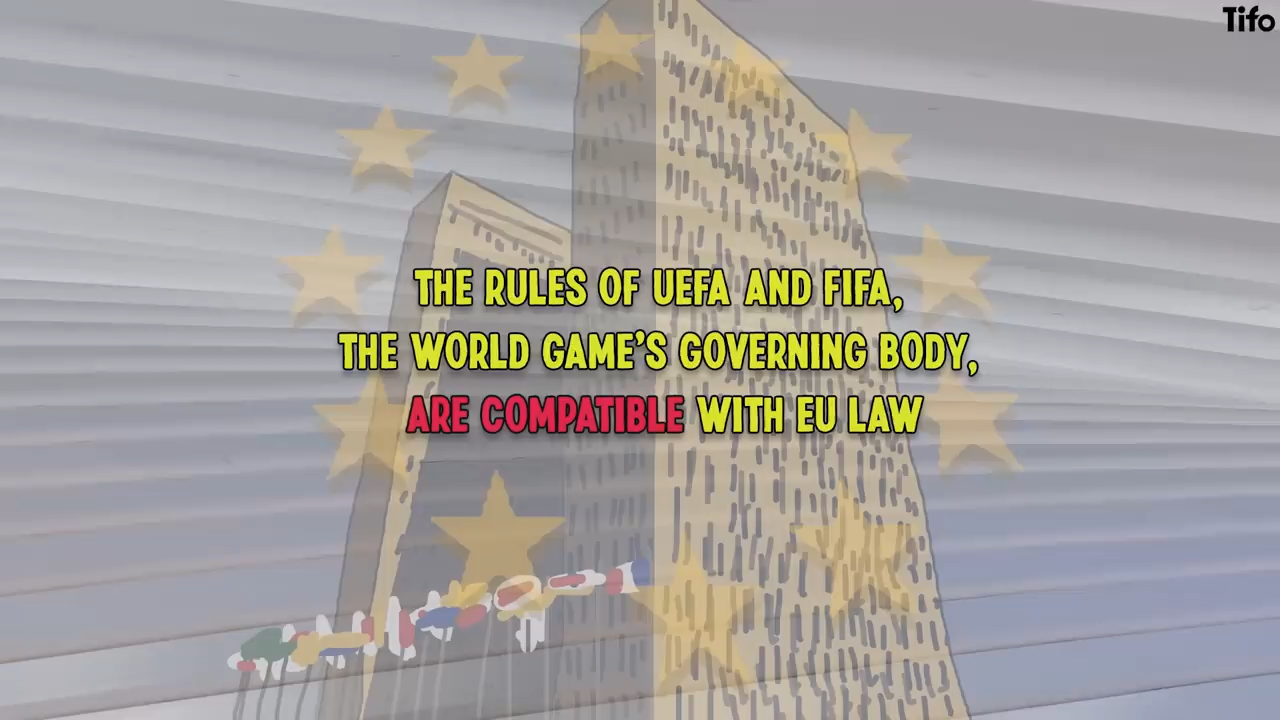 Tifo
THE RULES OF UEFA AND FIFA,
THE WORLD GAME'S GOVERNING BODY,
ARE COMPATIBLE WITH EU LAW